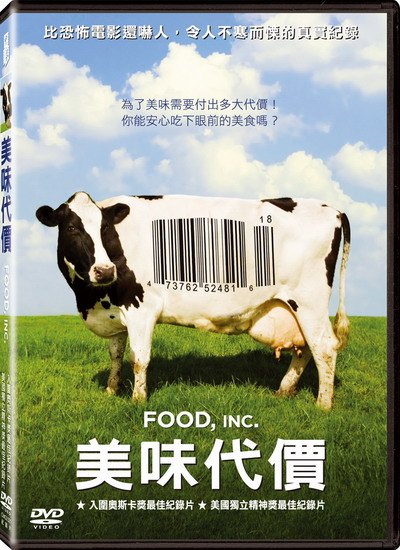 比恐怖電影還嚇人，令人不寒而慄的真實紀錄
為了美味需要付出多大代價！
你能安心吃下眼前的美食嗎？
18
4 73762 52481 6
FOOD, INC.
美味代價
★ 入圍奧斯卡獎最佳紀錄片 ★ 美國獨立精神獎最佳紀錄片
DVD
VIDEO
美味代價
FOOD, INC.
DVD